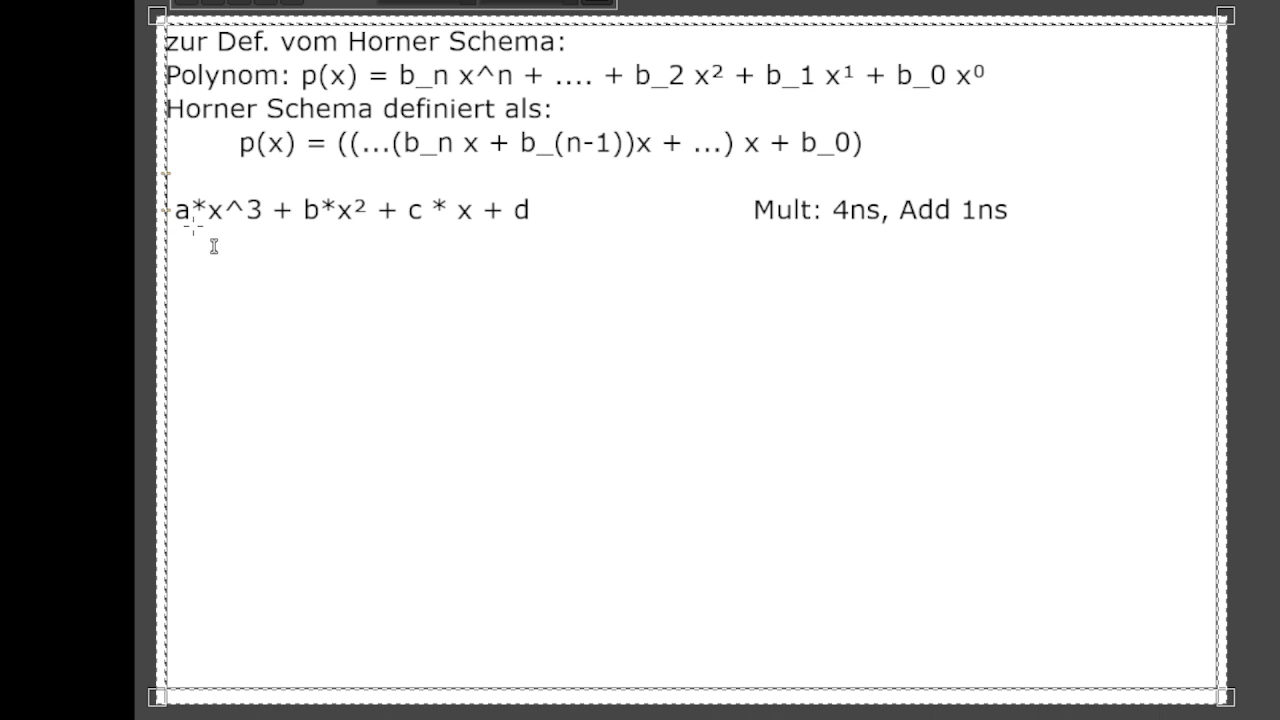 zur Def. vom Horner Schema:
Polynom: p(x) = b_n x^n + .... + b_2 x² + b_1 x¹ + b_0 x⁰
Horner Schema definiert als:
p(x) = ((...(b_n x + b_(n-1))x + ...) x + b_0)
a*x^3 + b*x² + c * x + d Mult: 4ns, Add 1ns